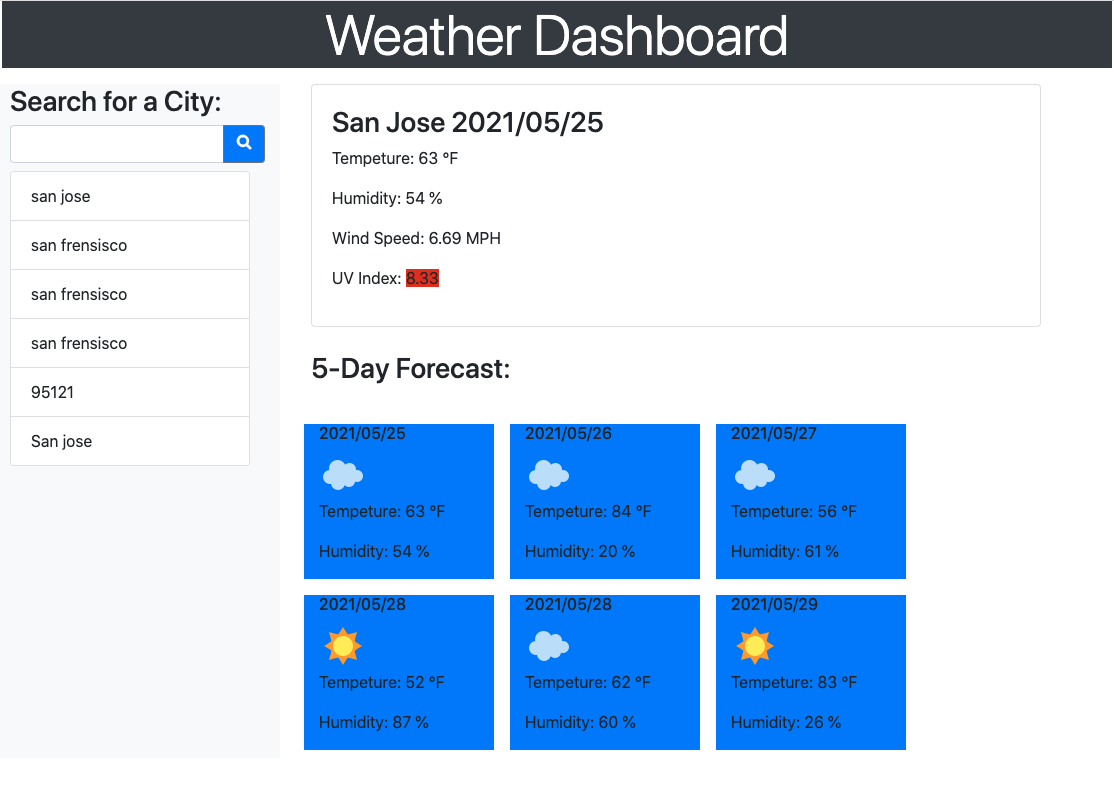 Weather Dashboard
Search for a City:
san jose
san frensisco
san frensisco
san frensisco
95121
San jose
San Jose 2021/05/25
Tempeture: 63 °F
Humidity: 54 %
Wind Speed: 6.69 MPH
UV Index: 8.33
5-Day Forecast:
2021/05/25
Tempeture: 63 °F
Humidity: 54 %
2021/05/26
Tempeture: 84 °F
Humidity: 20 %
2021/05/27
Tempeture: 56 °F
Humidity: 61 %
2021/05/28
Tempeture: 52 °F
Humidity: 87 %
2021/05/28
Tempeture: 62 °F
Humidity: 60 %
2021/05/29
Tempeture: 83 °F
Humidity: 26 %